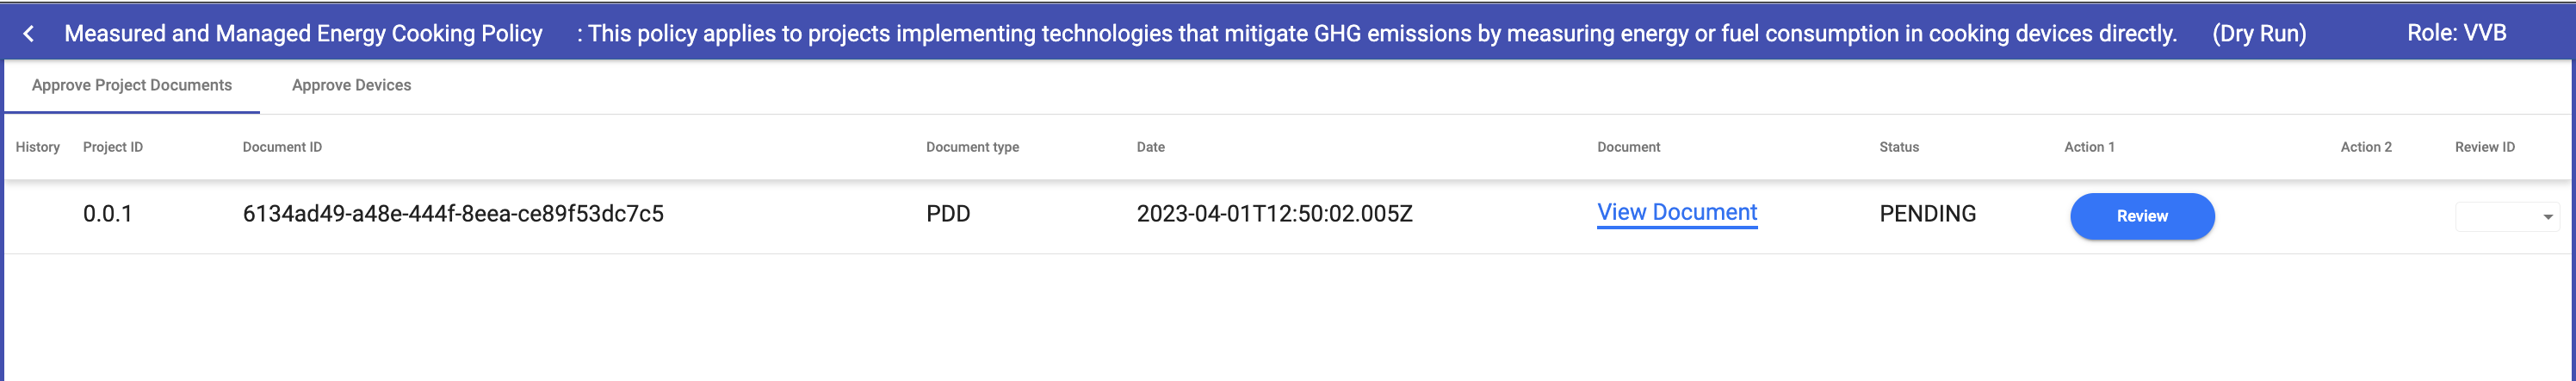 Measured and Managed Energy Cooking Policy : This policy applies to projects implementing technologies that mitigate GHG emissions by measuring energy or fuel consumption in cooking devices directly. (Dry Run) Role: VVB
Approve Project Documents Approve Devices
History Project ID Document ID Document type Date Document Status Action 1 Action 2 Review ID
0.0.1 6134ad49-a48e-444f-8eea-ce89f53dc7c5 PDD 2023-04-01T12:50:02.005Z View Document PENDING Review